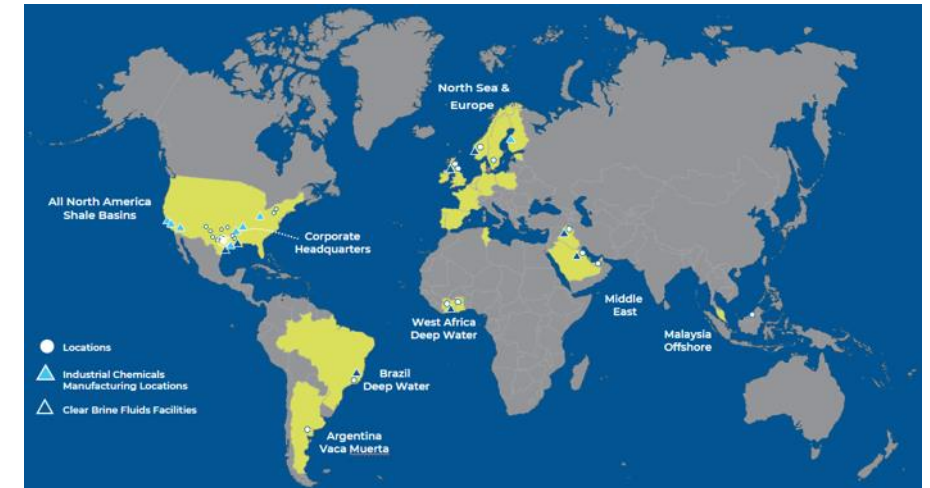 North Sea &
Europe
All North America
Shale Basins
Corporate
Headquarters
West Africa
Deep Water
Middle
East
Malaysia
Offshore
Brazil
Deep Water
Argentina
Vaca Muerta
Locations
Industrial Chemicals
Manufacturing Locations
Clear Brine Fluids Facilities